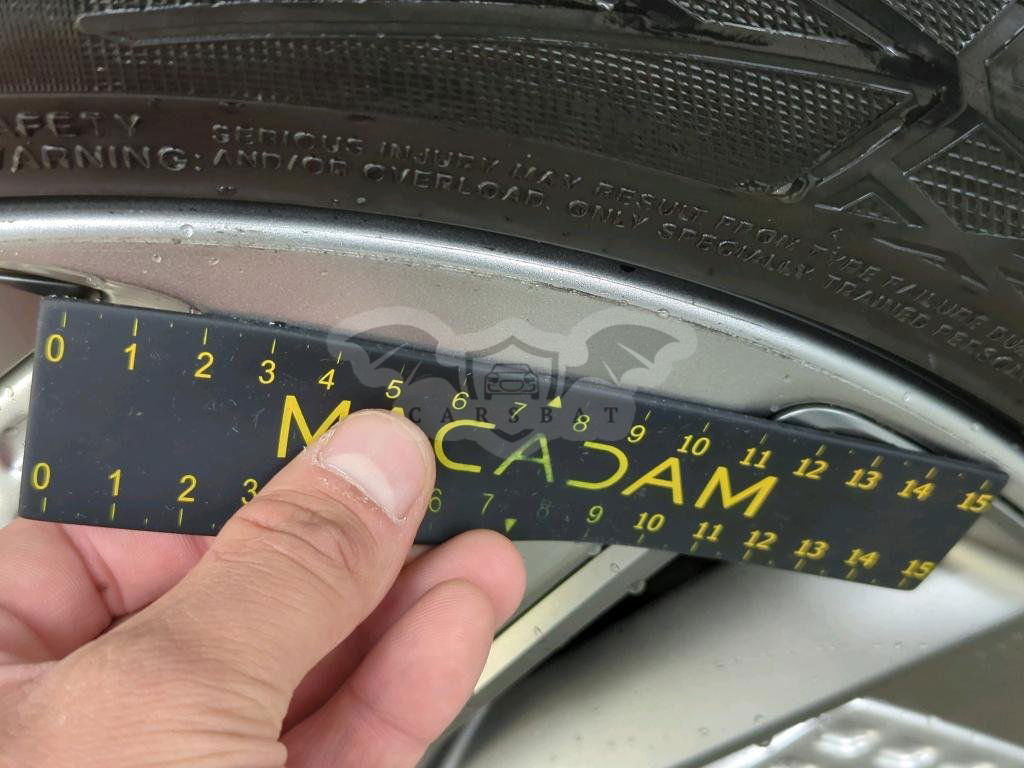 SAFETY
WARNING:
SERIOUS INJURY MAY RESULT FROM TYPE FAILURE DUE
AND/OR OVERLOAD. ONLY SPECIALLY TRAINED PERSON
0 1 2 3 4 5 6 7 8 9 10 11 12 13 14 15
MACADAM
CARSBAT
0 1 2 3 6 7 8 9 10 11 12 13 14 15